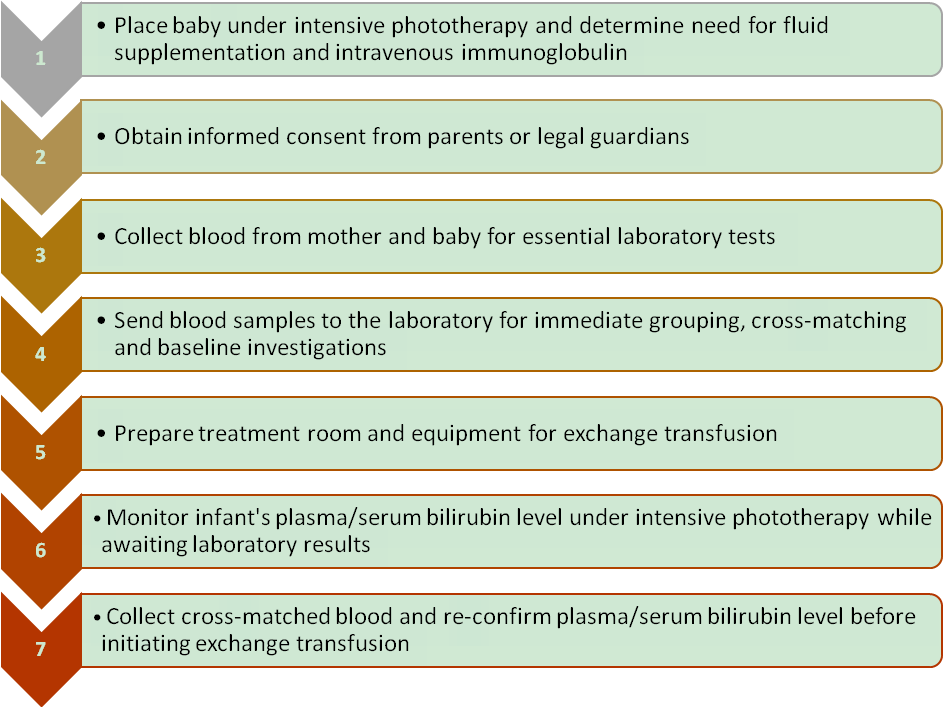 1
• Place baby under intensive phototherapy and determine need for fluid
supplementation and intravenous immunoglobulin
2
• Obtain informed consent from parents or legal guardians
3
• Collect blood from mother and baby for essential laboratory tests
4
• Send blood samples to the laboratory for immediate grouping, cross-matching
and baseline investigations
5
• Prepare treatment room and equipment for exchange transfusion
6
• Monitor infant's plasma/serum bilirubin level under intensive phototherapy while
awaiting laboratory results
7
• Collect cross-matched blood and re-confirm plasma/serum bilirubin level before
initiating exchange transfusion